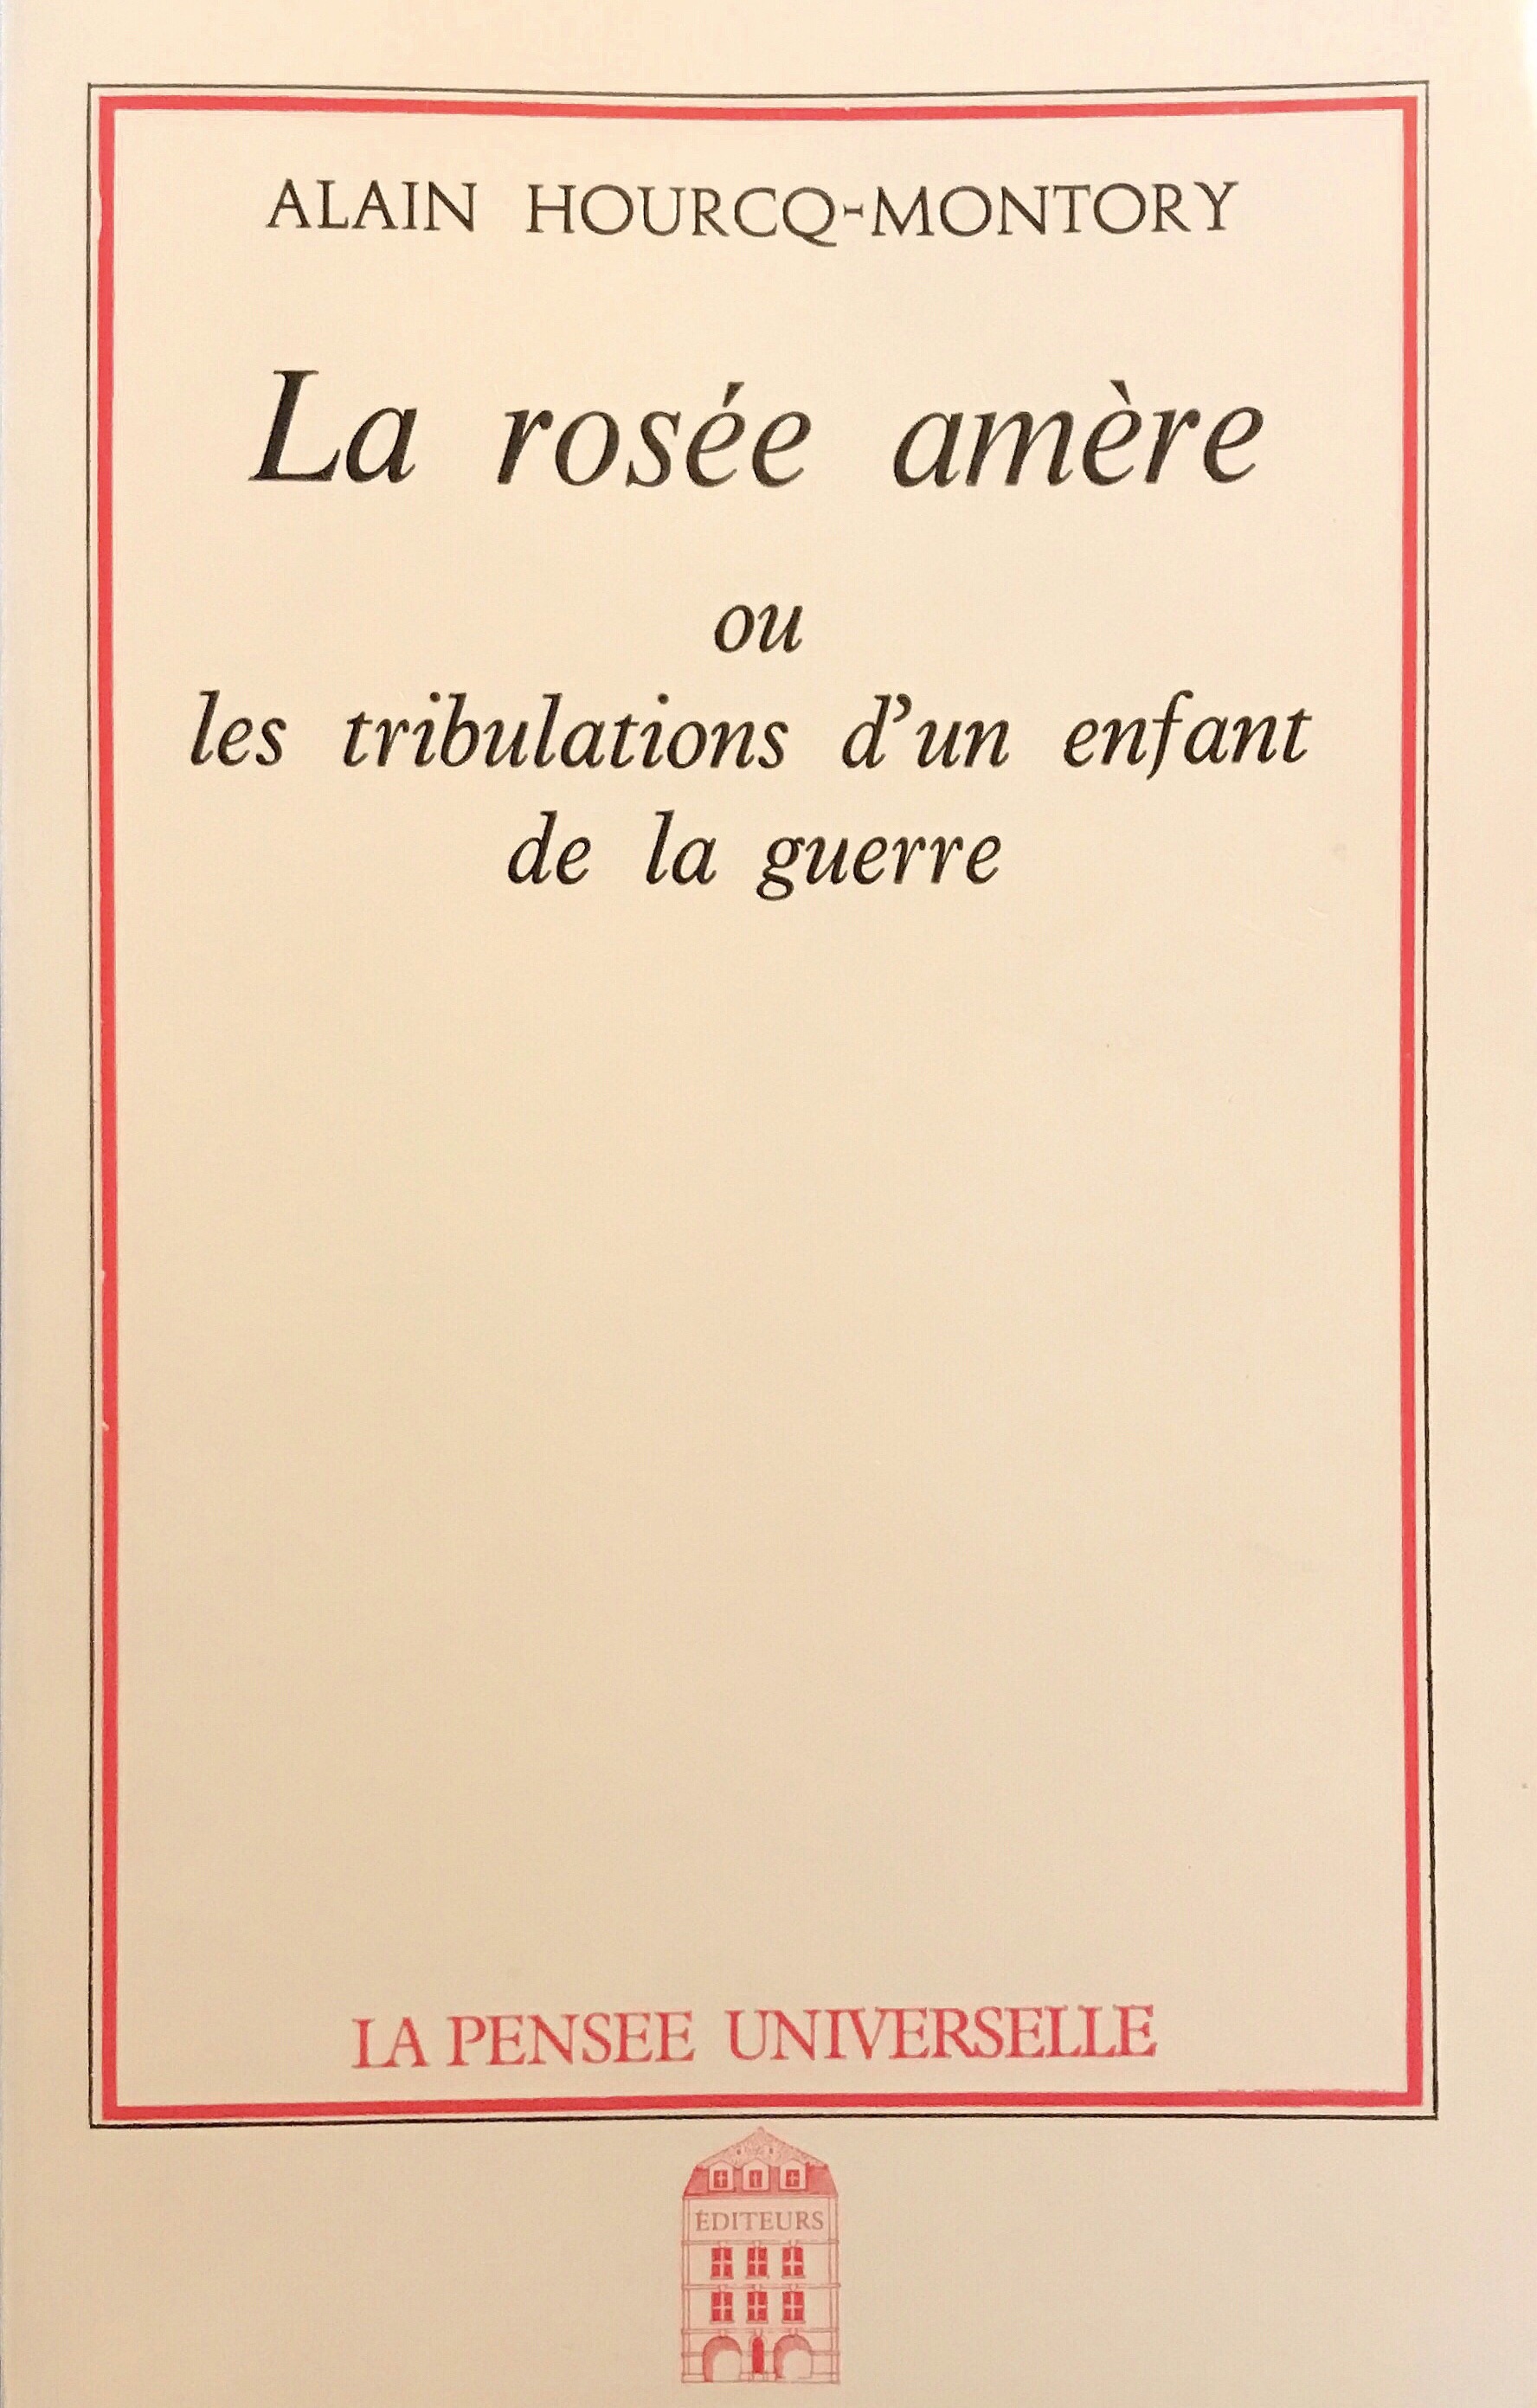 ALAIN HOURCQ-MONTORY
La rosée amère
ou
les tribulations d'un enfant
de la guerre
LA PENSEE UNIVERSELLE
ÉDITEURS